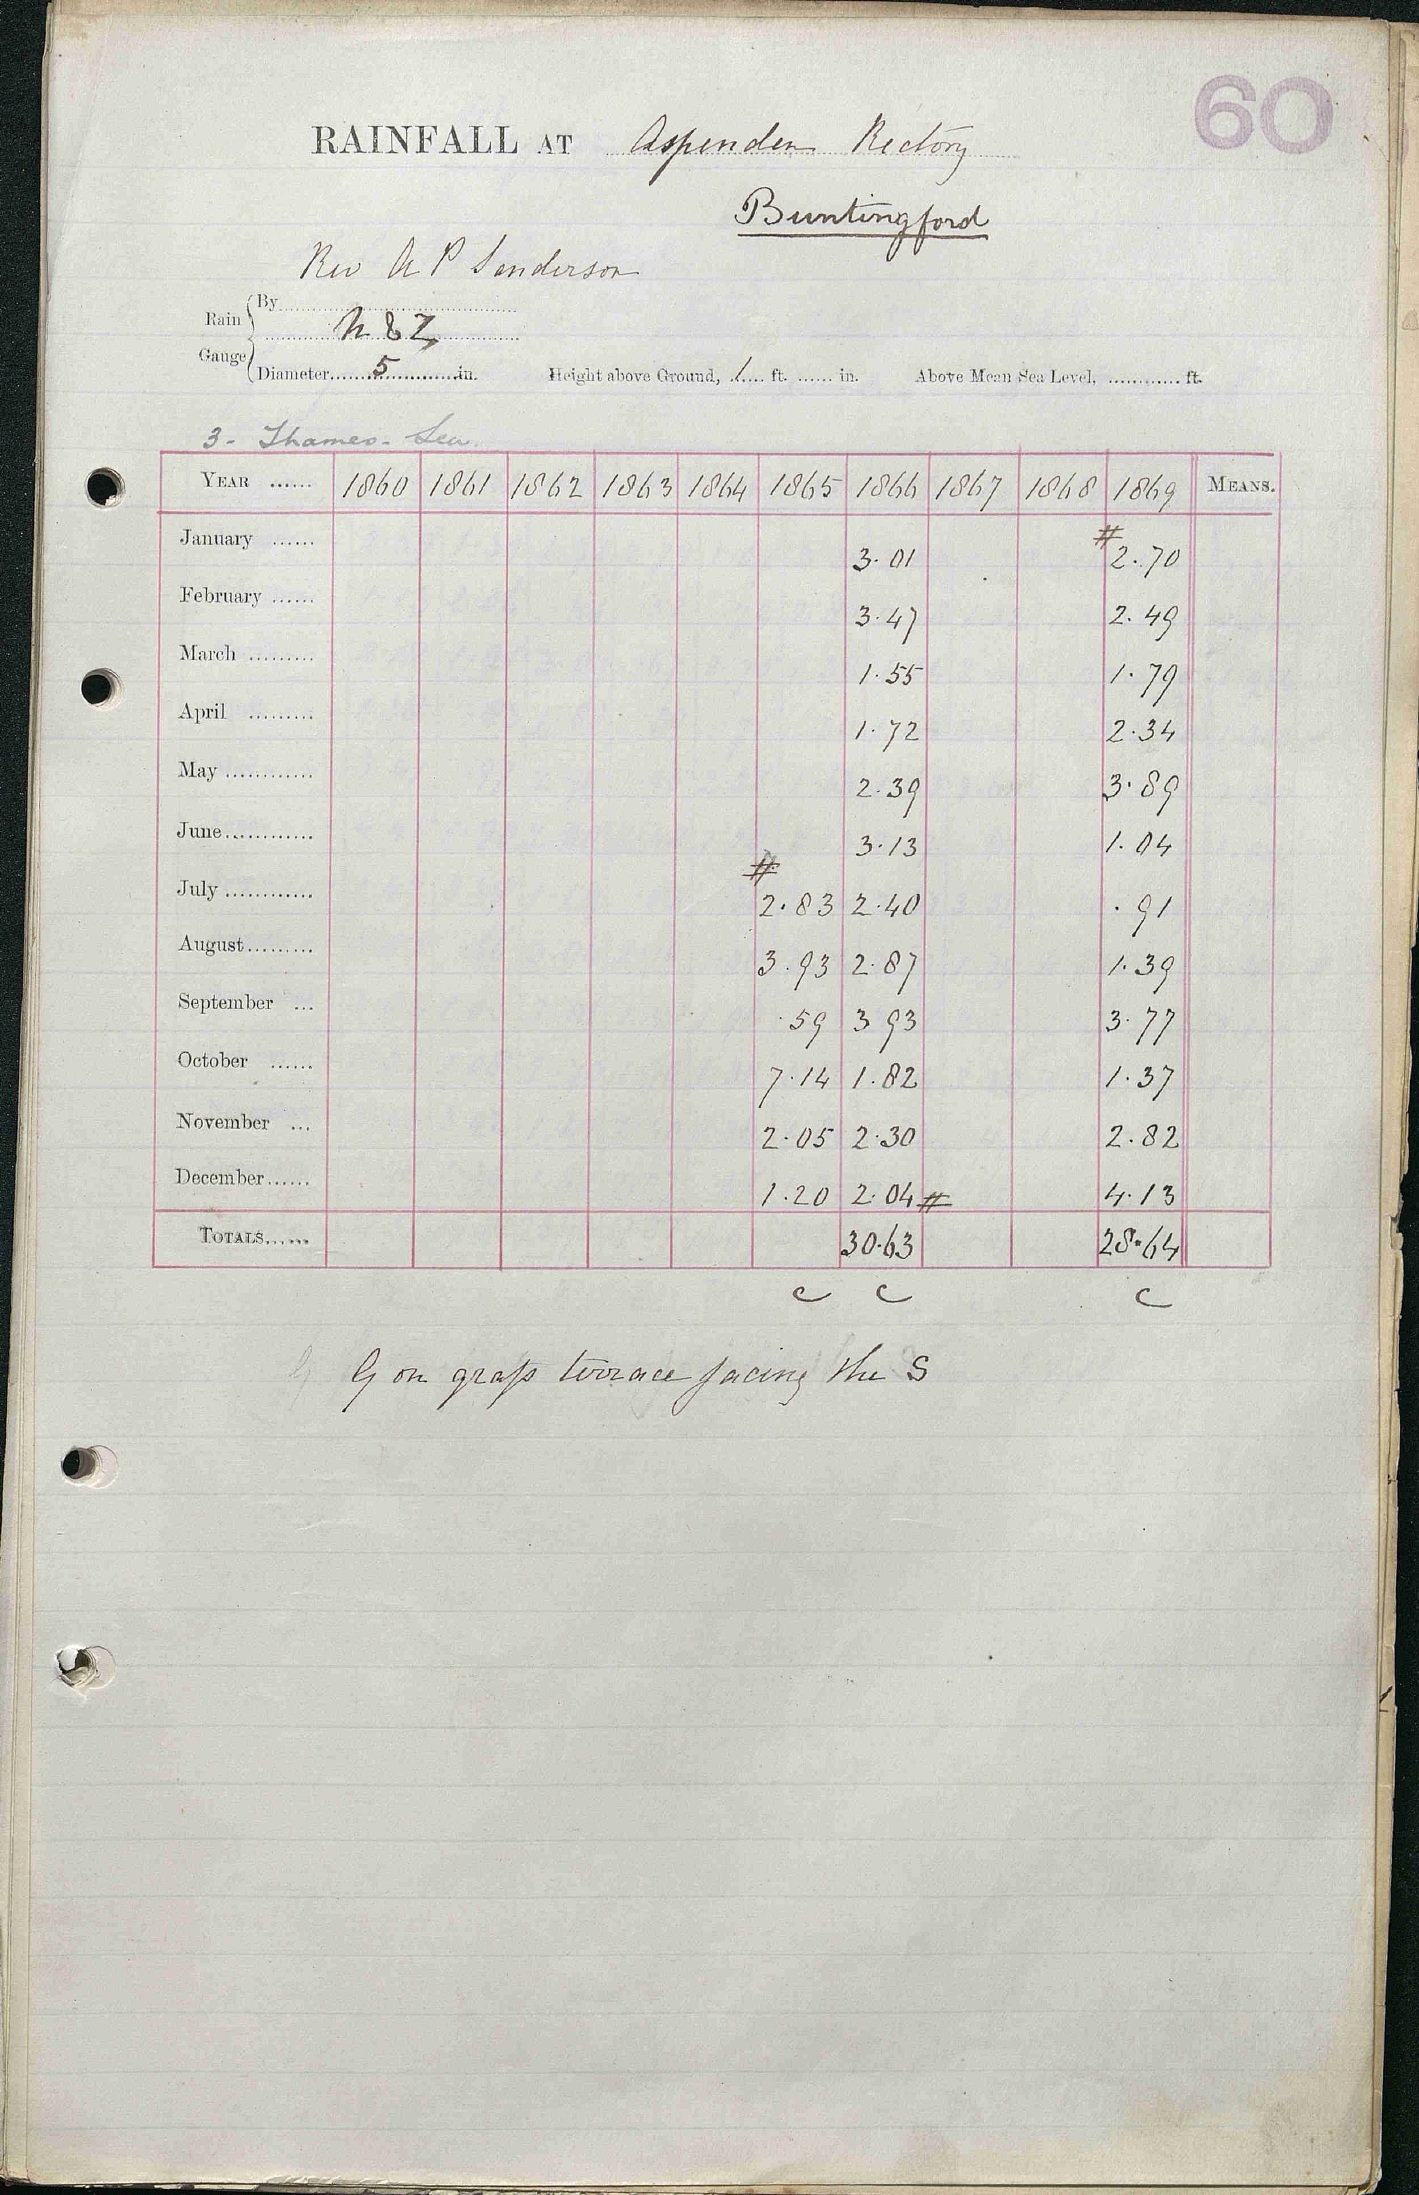 60
RAINFALL AT Aspenden Rectory
Buntingford
Rev A P Sanderson
Rain Gauge
By
N & Z
Diameter 5 in. Height above Ground, 1 ft. in. Above Mean Sea Level, ft.
3 - Thames - Lea.
YEAR 1860 1861 1862 1863 1864 1865 1866 1867 1868 1869 MEANS.
January 3.01 # 2.70
February 3.47 2.49
March 1.55 1.79
April 1.72 2.34
May 2.39 3.89
June 3.13 1.04
July # 2.83 2.40 .91
August 3.93 2.87 1.39
September .59 3 93 3.77
October 7.14 1.82 1.37
November 2.05 2.30 2.82
December 1.20 2.04 # 4.13
TOTALS 30.63 28.64
c c c
G on grass terrace facing the S